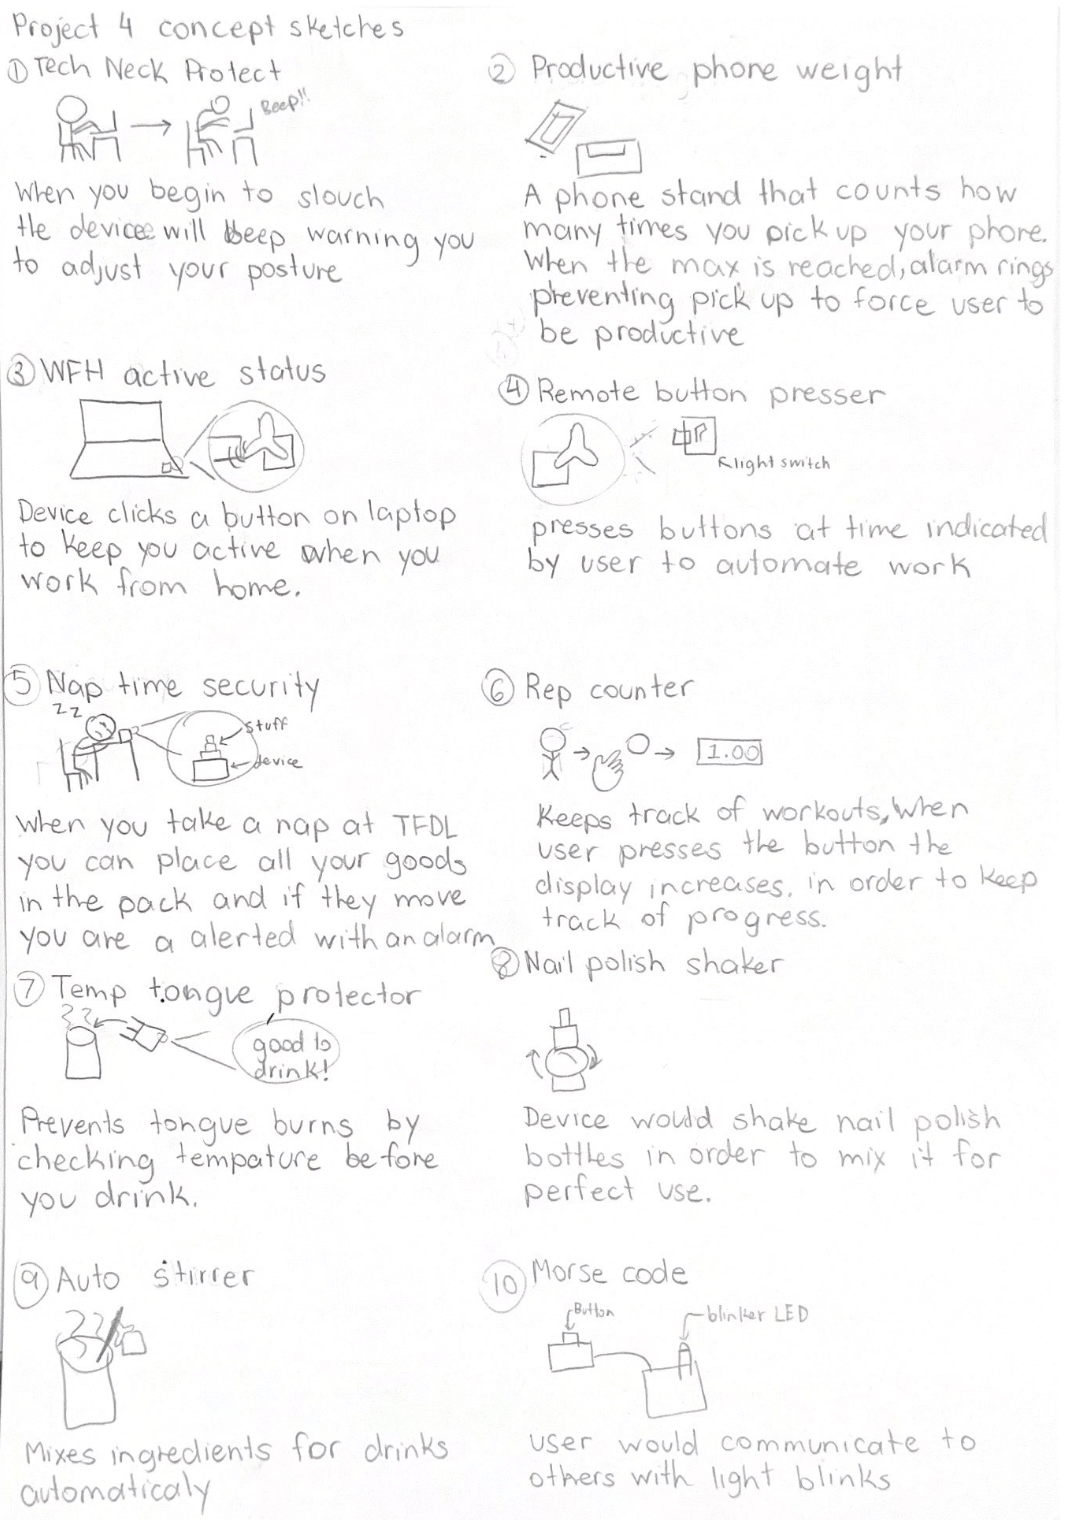 Project 4 concept sketches
① Tech Neck Protect
Beep!!
When you begin to slouch
the device will beep warning you
to adjust your posture
② Productive phone weight
A phone stand that counts how
many times you pick up your phone.
When the max is reached, alarm rings
preventing pick up to force user to
be productive
③ WFH active status
Device clicks a button on laptop
to keep you active when you
work from home.
④ Remote button presser
light switch
presses buttons at time indicated
by user to automate work
⑤ Nap time security
zz
stuff
device
When you take a nap at TFDL
you can place all your goods
in the pack and if they move
you are a alerted with an alarm
⑥ Rep counter
1.00
Keeps track of workouts, when
user presses the button the
display increases, in order to keep
track of progress.
⑦ Temp tongue protector
good to
drink!
Prevents tongue burns by
checking tempature before
you drink.
⑧ Nail polish shaker
Device would shake nail polish
bottles in order to mix it for
perfect use.
⑨ Auto stirrer
Mixes ingredients for drinks
automaticaly
⑩ Morse code
Button
blinker LED
user would communicate to
others with light blinks